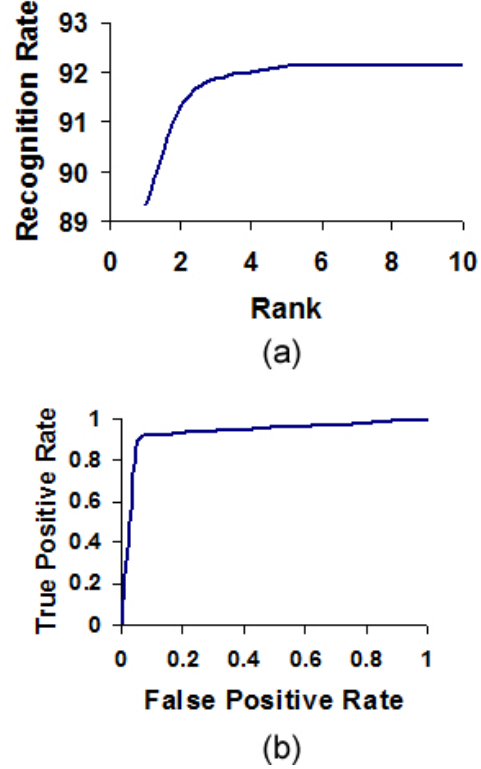 Recognition Rate
93
92
91
90
89
0 2 4 6 8 10
Rank
(a)
True Positive Rate
1
0.8
0.6
0.4
0.2
0
0 0.2 0.4 0.6 0.8 1
False Positive Rate
(b)